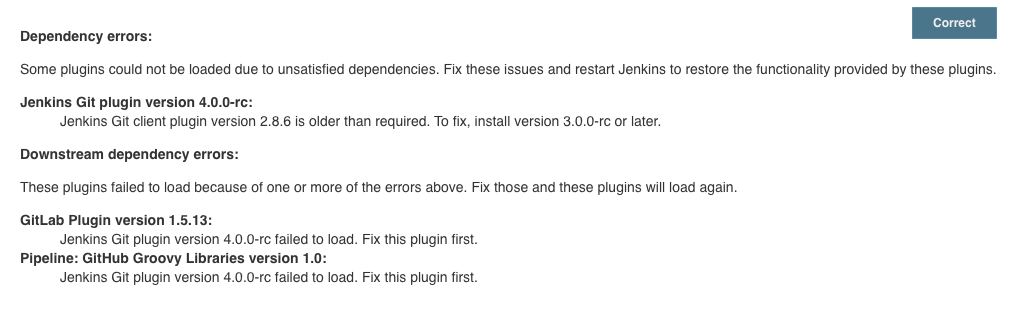 Correct
Dependency errors:
Some plugins could not be loaded due to unsatisfied dependencies. Fix these issues and restart Jenkins to restore the functionality provided by these plugins.
Jenkins Git plugin version 4.0.0-rc:
Jenkins Git client plugin version 2.8.6 is older than required. To fix, install version 3.0.0-rc or later.
Downstream dependency errors:
These plugins failed to load because of one or more of the errors above. Fix those and these plugins will load again.
GitLab Plugin version 1.5.13:
Jenkins Git plugin version 4.0.0-rc failed to load. Fix this plugin first.
Pipeline: GitHub Groovy Libraries version 1.0:
Jenkins Git plugin version 4.0.0-rc failed to load. Fix this plugin first.